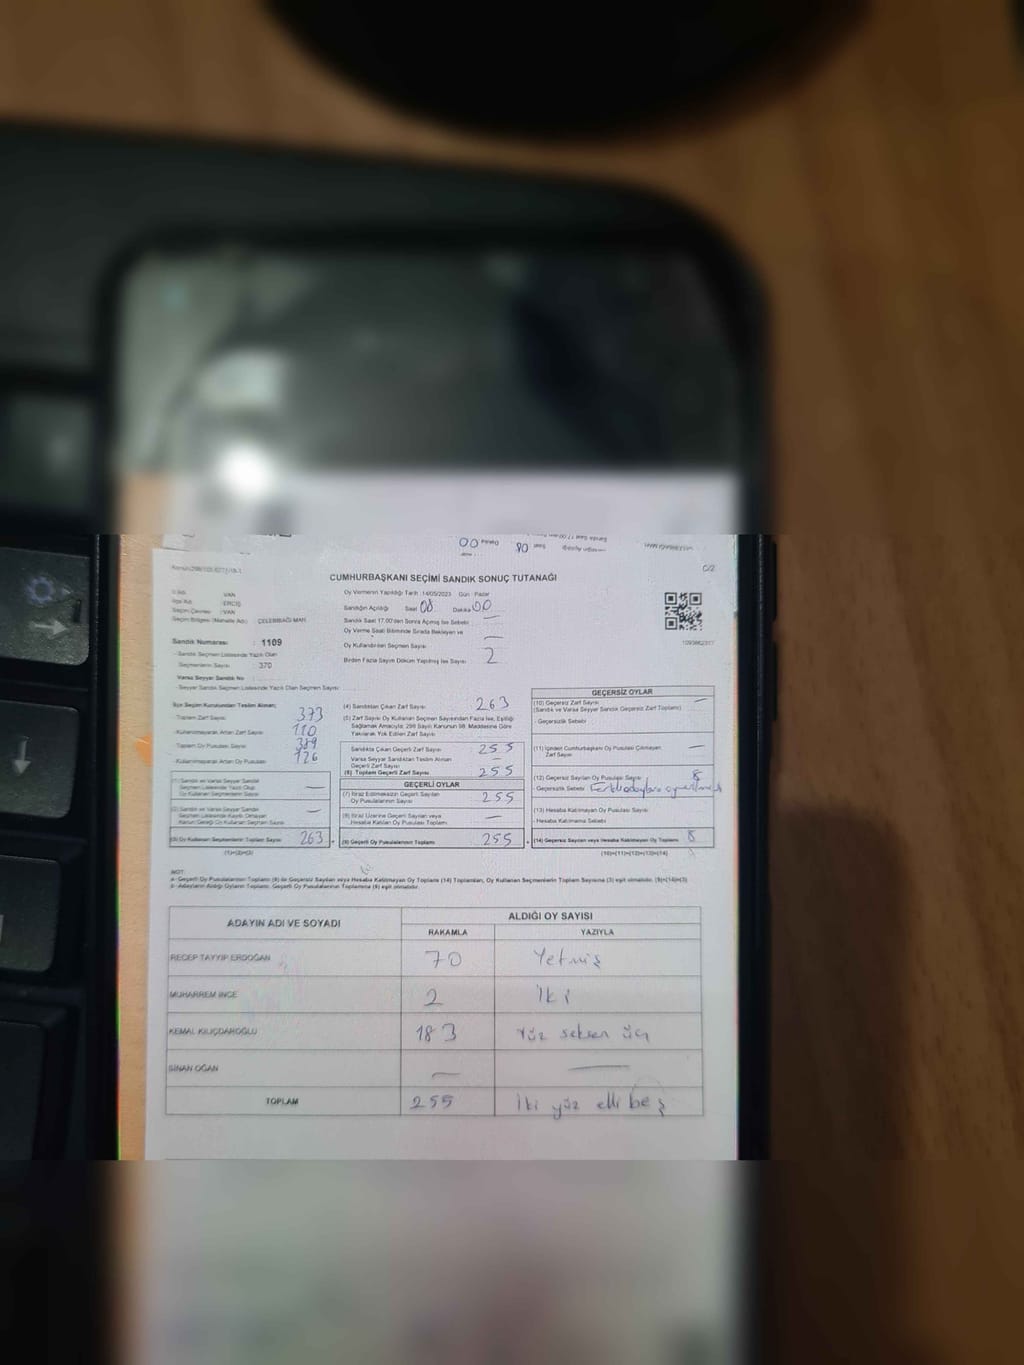 CUMHURBAŞKANI SEÇİMİ SANDIK SONUÇ TUTANAĞI
C/2
İli Adı : VAN
İlçe Adı : ERCİŞ
Seçim Çevresi : VAN
Seçim Bölgesi (Mahalle Adı) : ÇELEBİBAĞI MAH.
Sandık Numarası : 1109
Sandık Seçmen Listesinde Yazılı Olan
Seçmenlerin Sayısı : 370
Varsa Seyyar Sandık No
Seyyar Sandık Seçmen Listesinde Yazılı Olan Seçmen Sayısı:
Oy Vermenin Yapıldığı Tarih : 14/05/2023 Gün : Pazar
Sandığın Açıldığı Saat 08 Dakika 00
Sandık Saat 17.00'den Sonra Açılmış İse Sebebi : —
Oy Verme Saati Bitiminde Sırada Bekleyen ve
Oy Kullandırılan Seçmen Sayısı : —
Birden Fazla Sayım Döküm Yapılmış İse Sayısı : 2
İlçe Seçim Kurulundan Teslim Alınan;
Toplam Zarf Sayısı : 373
Kullanılmayarak Artan Zarf Sayısı : 110
Toplam Oy Pusulası Sayısı : 389
Kullanılmayarak Artan Oy Pusulası : 126
(1) Sandık ve Varsa Seyyar Sandık
Seçmen Listesinde Yazılı Olup
Oy Kullanan Seçmenlerin Sayısı —
(2) Sandık ve Varsa Seyyar Sandık
Seçmen Listesinde Kayıtlı Olmayan
Kanun Gereği Oy Kullanan Seçmen Sayısı —
(3) Oy Kullanan Seçmenlerin Toplam Sayısı 263
(1)+(2)=(3)
(4) Sandıktan Çıkan Zarf Sayısı : 263
(5) Zarf Sayısı Oy Kullanan Seçmen Sayısından Fazla İse, Eşitliği
Sağlamak Amacıyla; 298 Sayılı Kanunun 98. Maddesine Göre
Yakılarak Yok Edilen Zarf Sayısı:
Sandıkta Çıkan Geçerli Zarf Sayısı 255
Varsa Seyyar Sandıktan Teslim Alınan
Geçerli Zarf Sayısı —
(6) Toplam Geçerli Zarf Sayısı 255
GEÇERLİ OYLAR
(7) İtiraz Edilmeksizin Geçerli Sayılan
Oy Pusulalarının Sayısı 255
(8) İtiraz Üzerine Geçerli Sayılan veya
Hesaba Katılan Oy Pusulası Toplamı —
(9) Geçerli Oy Pusulalarının Toplamı 255
GEÇERSİZ OYLAR
(10) Geçersiz Zarf Sayısı —
(Sandık ve Varsa Seyyar Sandık Geçersiz Zarf Toplamı)
- Geçersizlik Sebebi
(11) İçinden Cumhurbaşkanı Oy Pusulası Çıkmayan
Zarf Sayısı —
(12) Geçersiz Sayılan Oy Pusulası Sayısı 8
- Geçersizlik Sebebi
(13) Hesaba Katılmayan Oy Pusulası Sayısı
- Hesaba Katılmama Sebebi
(14) Geçersiz Sayılan veya Hesaba Katılmayan Oy Toplamı 8
(10)+(11)+(12)+(13)=(14)
NOT:
a- Geçerli Oy Pusulalarının Toplamı (9) ile Geçersiz Sayılan veya Hesaba Katılmayan Oy Toplamı (14) Toplamları, Oy Kullanan Seçmenlerin Toplam Sayısına (3) eşit olmalıdır. (9)+(14)=(3)
b- Adayların Aldığı Oyların Toplamı, Geçerli Oy Pusulalarının Toplamına (9) eşit olmalıdır.
ADAYIN ADI VE SOYADI
ALDIĞI OY SAYISI
RAKAMLA YAZIYLA
RECEP TAYYİP ERDOĞAN 70 Yetmiş
MUHARREM İNCE 2 İki
KEMAL KILIÇDAROĞLU 183 Yüz seksen üç
SİNAN OĞAN — —
TOPLAM 255 İki yüz elli beş